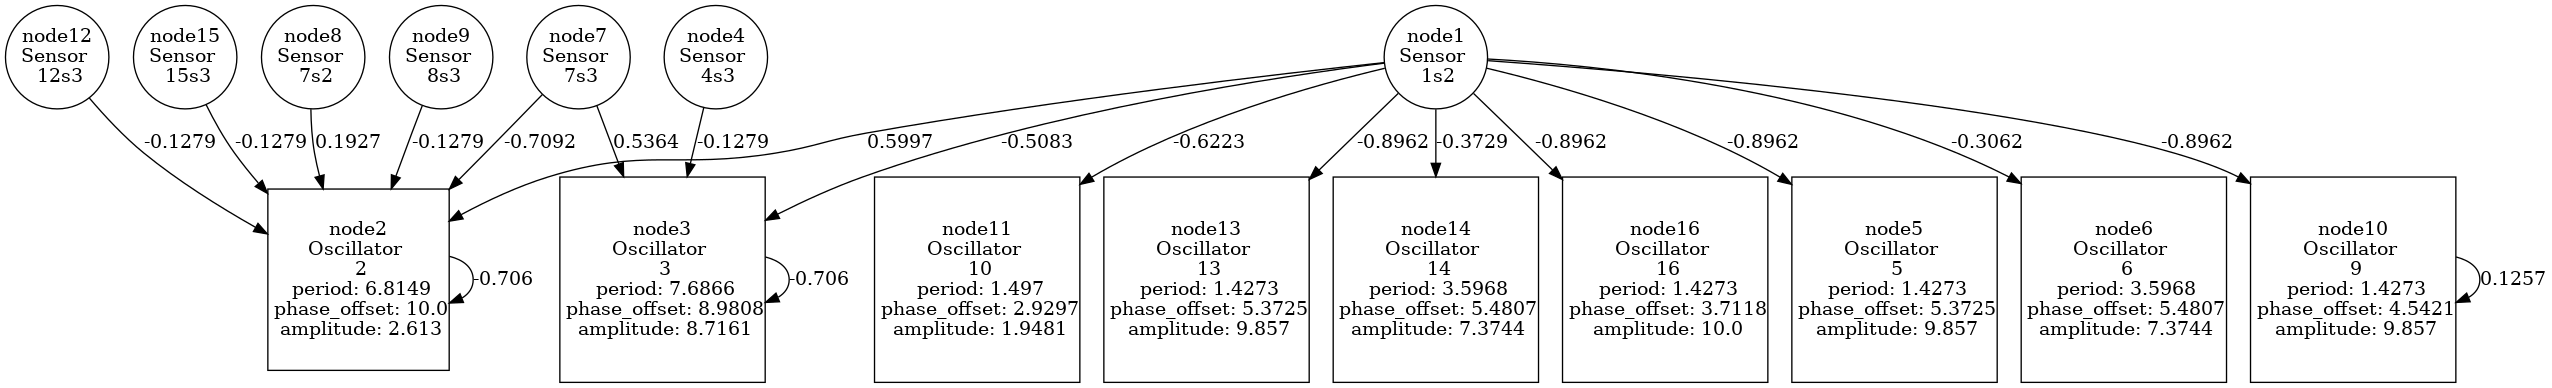 node12
Sensor
12s3
node15
Sensor
15s3
node8
Sensor
7s2
node9
Sensor
8s3
node7
Sensor
7s3
node4
Sensor
4s3
node1
Sensor
1s2
-0.1279
-0.1279
0.1927
-0.1279
-0.7092
0.5364
-0.1279
0.5997
-0.5083
-0.6223
-0.8962
-0.3729
-0.8962
-0.8962
-0.3062
-0.8962
node2
Oscillator
2
period: 6.8149
phase_offset: 10.0
amplitude: 2.613
-0.706
node3
Oscillator
3
period: 7.6866
phase_offset: 8.9808
amplitude: 8.7161
-0.706
node11
Oscillator
10
period: 1.497
phase_offset: 2.9297
amplitude: 1.9481
node13
Oscillator
13
period: 1.4273
phase_offset: 5.3725
amplitude: 9.857
node14
Oscillator
14
period: 3.5968
phase_offset: 5.4807
amplitude: 7.3744
node16
Oscillator
16
period: 1.4273
phase_offset: 3.7118
amplitude: 10.0
node5
Oscillator
5
period: 1.4273
phase_offset: 5.3725
amplitude: 9.857
node6
Oscillator
6
period: 3.5968
phase_offset: 5.4807
amplitude: 7.3744
node10
Oscillator
9
period: 1.4273
phase_offset: 4.5421
amplitude: 9.857
0.1257